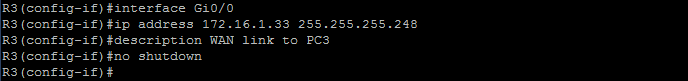 R3(config-if)#interface Gi0/0
R3(config-if)#ip address 172.16.1.33 255.255.255.248
R3(config-if)#description WAN link to PC3
R3(config-if)#no shutdown
R3(config-if)#